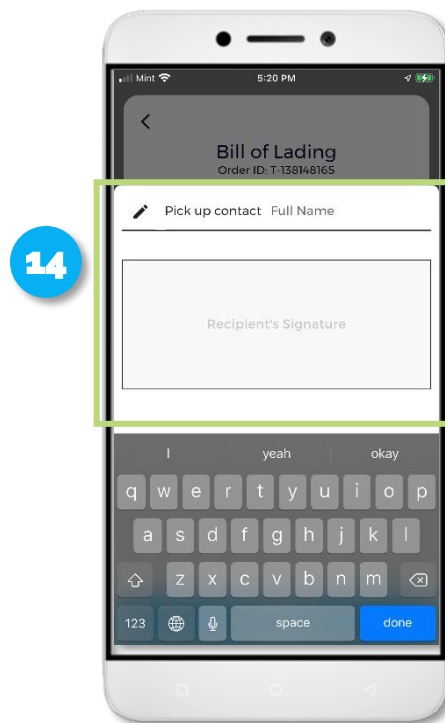 Mint 5:20 PM
Bill of Lading
Order ID: T-138148165
Pick up contact Full Name
14
Recipient's Signature
I yeah okay
q w e r t y u i o p
a s d f g h j k l
z x c v b n m
123 space done